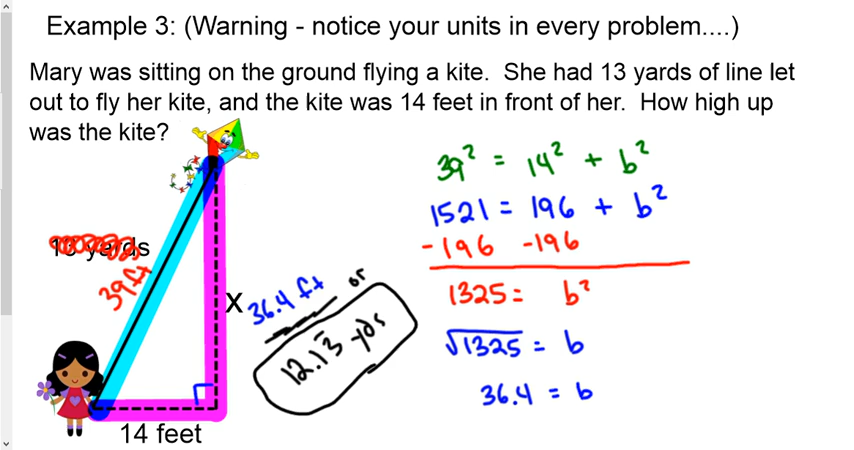 Example 3: (Warning - notice your units in every problem....)
Mary was sitting on the ground flying a kite. She had 13 yards of line let
out to fly her kite, and the kite was 14 feet in front of her. How high up
was the kite?
39² = 14² + b²
1521 = 196 + b²
-196 -196
1325 = b²
√1325 = b
36.4 = b
13 yards
39 ft
X
36.4 ft or
12.13̅ yds
14 feet